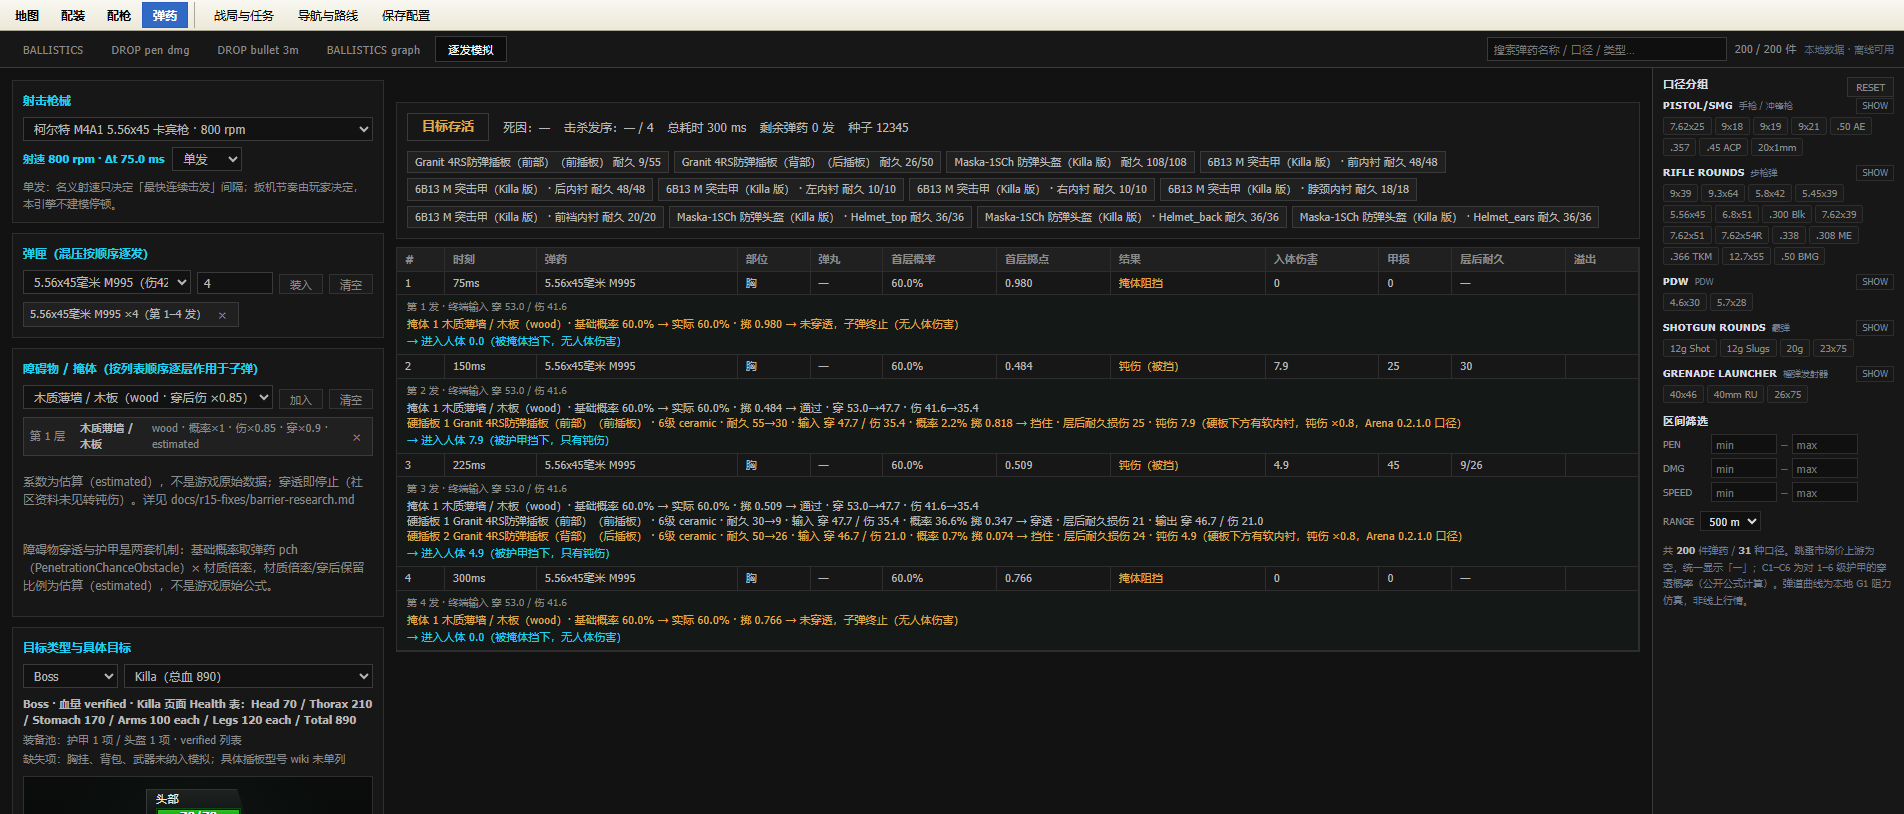 地图 配装 配枪 弹药 战局与任务 导航与路线 保存配置
BALLISTICS DROP pen dmg DROP bullet 3m BALLISTICS graph 逐发模拟 搜索弹药名称 / 口径 / 类型... 200 / 200 件 本地数据 · 离线可用
射击枪械
柯尔特 M4A1 5.56x45 卡宾枪 · 800 rpm
射速 800 rpm · Δt 75.0 ms 单发
单发：名义射速只决定「最快连续击发」间隔；扳机节奏由玩家决定，
本引擎不建模停顿。
弹匣（混压按顺序逐发）
5.56x45毫米 M995（伤42 4 装入 清空
5.56x45毫米 M995 ×4（第 1–4 发） ×
障碍物 / 掩体（按列表顺序逐层作用于子弹）
木质薄墙 / 木板（wood · 穿后伤 ×0.85） 加入 清空
第 1 层 木质薄墙 / 木板 wood · 概率×1 · 伤×0.85 · 穿×0.9 · estimated ×
系数为估算（estimated），不是游戏原始数据；穿透即停止（社
区资料未见转钝伤）。详见 docs/r15-fixes/barrier-research.md
障碍物穿透与护甲是两套机制：基础概率取弹药 pch
（PenetrationChanceObstacle）× 材质倍率，材质倍率/穿后保留
比例为估算（estimated），不是游戏原始公式。
目标类型与具体目标
Boss Killa（总血 890）
Boss · 血量 verified · Killa 页面 Health 表：Head 70 / Thorax 210
/ Stomach 170 / Arms 100 each / Legs 120 each / Total 890
装备池：护甲 1 项 / 头盔 1 项 · verified 列表
缺失项：胸挂、背包、武器未纳入模拟；具体插板型号 wiki 未单列
头部
目标存活 死因：— 击杀发序：— / 4 总耗时 300 ms 剩余弹药 0 发 种子 12345
Granit 4RS防弹插板（前部）（前插板） 耐久 9/55 Granit 4RS防弹插板（背部）（后插板） 耐久 26/50 Maska-1SCh 防弹头盔（Killa 版） 耐久 108/108 6B13 M 突击甲（Killa 版） · 前内衬 耐久 48/48
6B13 M 突击甲（Killa 版） · 后内衬 耐久 48/48 6B13 M 突击甲（Killa 版） · 左内衬 耐久 10/10 6B13 M 突击甲（Killa 版） · 右内衬 耐久 10/10 6B13 M 突击甲（Killa 版） · 脖颈内衬 耐久 18/18
6B13 M 突击甲（Killa 版） · 前裆内衬 耐久 20/20 Maska-1SCh 防弹头盔（Killa 版） · Helmet_top 耐久 36/36 Maska-1SCh 防弹头盔（Killa 版） · Helmet_back 耐久 36/36 Maska-1SCh 防弹头盔（Killa 版） · Helmet_ears 耐久 36/36
# 时刻 弹药 部位 弹丸 首层概率 首层掷点 结果 入体伤害 甲损 层后耐久 溢出
1 75ms 5.56x45毫米 M995 胸 — 60.0% 0.980 掩体阻挡 0 0 —
第 1 发 · 终端输入 穿 53.0 / 伤 41.6
掩体 1 木质薄墙 / 木板（wood）· 基础概率 60.0% → 实际 60.0% · 掷 0.980 → 未穿透，子弹终止（无人体伤害）
→ 进入人体 0.0（被掩体挡下，无人体伤害）
2 150ms 5.56x45毫米 M995 胸 — 60.0% 0.484 钝伤（被挡） 7.9 25 30
第 2 发 · 终端输入 穿 53.0 / 伤 41.6
掩体 1 木质薄墙 / 木板（wood）· 基础概率 60.0% → 实际 60.0% · 掷 0.484 → 通过 · 穿 53.0→47.7 · 伤 41.6→35.4
硬插板 1 Granit 4RS防弹插板（前部）（前插板） · 6级 ceramic · 耐久 55→30 · 输入 穿 47.7 / 伤 35.4 · 概率 2.2% 掷 0.818 → 挡住 · 层后耐久损伤 25 · 钝伤 7.9（硬板下方有软内衬，钝伤 ×0.8，Arena 0.2.1.0 口径）
→ 进入人体 7.9（被护甲挡下，只有钝伤）
3 225ms 5.56x45毫米 M995 胸 — 60.0% 0.509 钝伤（被挡） 4.9 45 9/26
第 3 发 · 终端输入 穿 53.0 / 伤 41.6
掩体 1 木质薄墙 / 木板（wood）· 基础概率 60.0% → 实际 60.0% · 掷 0.509 → 通过 · 穿 53.0→47.7 · 伤 41.6→35.4
硬插板 1 Granit 4RS防弹插板（前部）（前插板） · 6级 ceramic · 耐久 30→9 · 输入 穿 47.7 / 伤 35.4 · 概率 36.6% 掷 0.347 → 穿透 · 层后耐久损伤 21 · 输出 穿 46.7 / 伤 21.0
硬插板 2 Granit 4RS防弹插板（背部）（后插板） · 6级 ceramic · 耐久 50→26 · 输入 穿 46.7 / 伤 21.0 · 概率 0.7% 掷 0.074 → 挡住 · 层后耐久损伤 24 · 钝伤 4.9（硬板下方有软内衬，钝伤 ×0.8，Arena 0.2.1.0 口径）
→ 进入人体 4.9（被护甲挡下，只有钝伤）
4 300ms 5.56x45毫米 M995 胸 — 60.0% 0.766 掩体阻挡 0 0 —
第 4 发 · 终端输入 穿 53.0 / 伤 41.6
掩体 1 木质薄墙 / 木板（wood）· 基础概率 60.0% → 实际 60.0% · 掷 0.766 → 未穿透，子弹终止（无人体伤害）
→ 进入人体 0.0（被掩体挡下，无人体伤害）
口径分组 RESET
PISTOL/SMG 手枪 / 冲锋枪 SHOW
7.62x25 9x18 9x19 9x21 .50 AE
.357 .45 ACP 20x1mm
RIFLE ROUNDS 步枪弹 SHOW
9x39 9.3x64 5.8x42 5.45x39
5.56x45 6.8x51 .300 Blk 7.62x39
7.62x51 7.62x54R .338 .308 ME
.366 TKM 12.7x55 .50 BMG
PDW PDW SHOW
4.6x30 5.7x28
SHOTGUN ROUNDS 霰弹 SHOW
12g Shot 12g Slugs 20g 23x75
GRENADE LAUNCHER 榴弹发射器 SHOW
40x46 40mm RU 26x75
区间筛选
PEN min – max
DMG min – max
SPEED min – max
RANGE 500 m
共 200 件弹药 / 31 种口径。跳蚤市场价上游为
空，统一显示「—」；C1–C6 为对 1–6 级护甲的穿
透概率（公开公式计算）。弹道曲线为本地 G1 阻力
仿真，非线上行情。